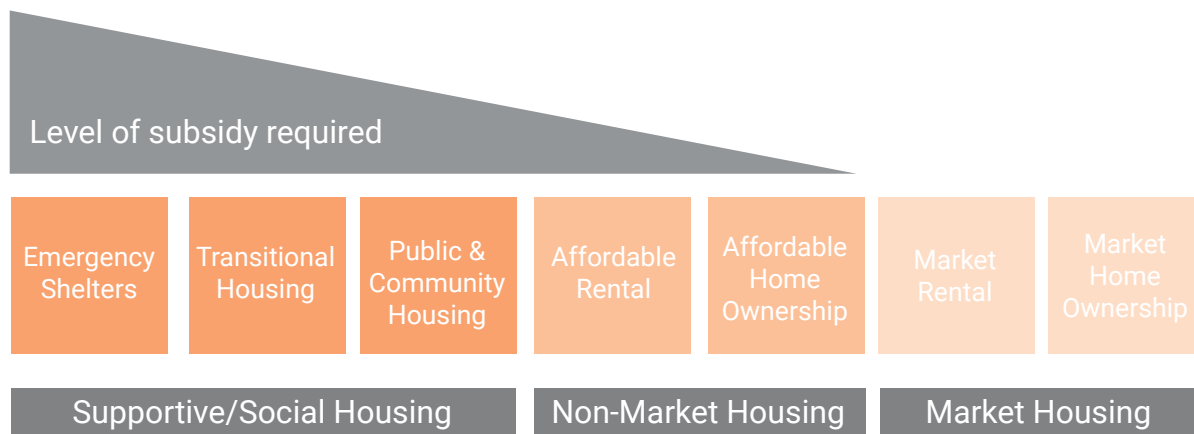 Level of subsidy required
Emergency
Shelters
Transitional
Housing
Public &
Community
Housing
Affordable
Rental
Affordable
Home
Ownership
Market
Rental
Market
Home
Ownership
Supportive/Social Housing
Non-Market Housing
Market Housing